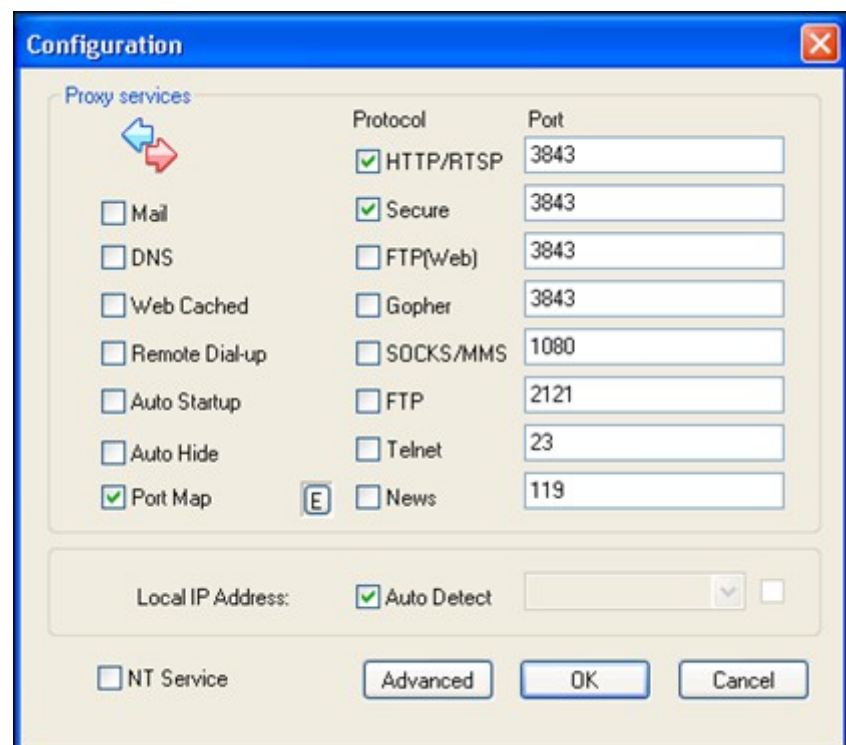 Configuration
Proxy services
Protocol Port
HTTP/RTSP 3843
Mail Secure 3843
DNS FTP(Web) 3843
Web Cached Gopher 3843
Remote Dial-up SOCKS/MMS 1080
Auto Startup FTP 2121
Auto Hide Telnet 23
Port Map E News 119
Local IP Address: Auto Detect
NT Service Advanced OK Cancel